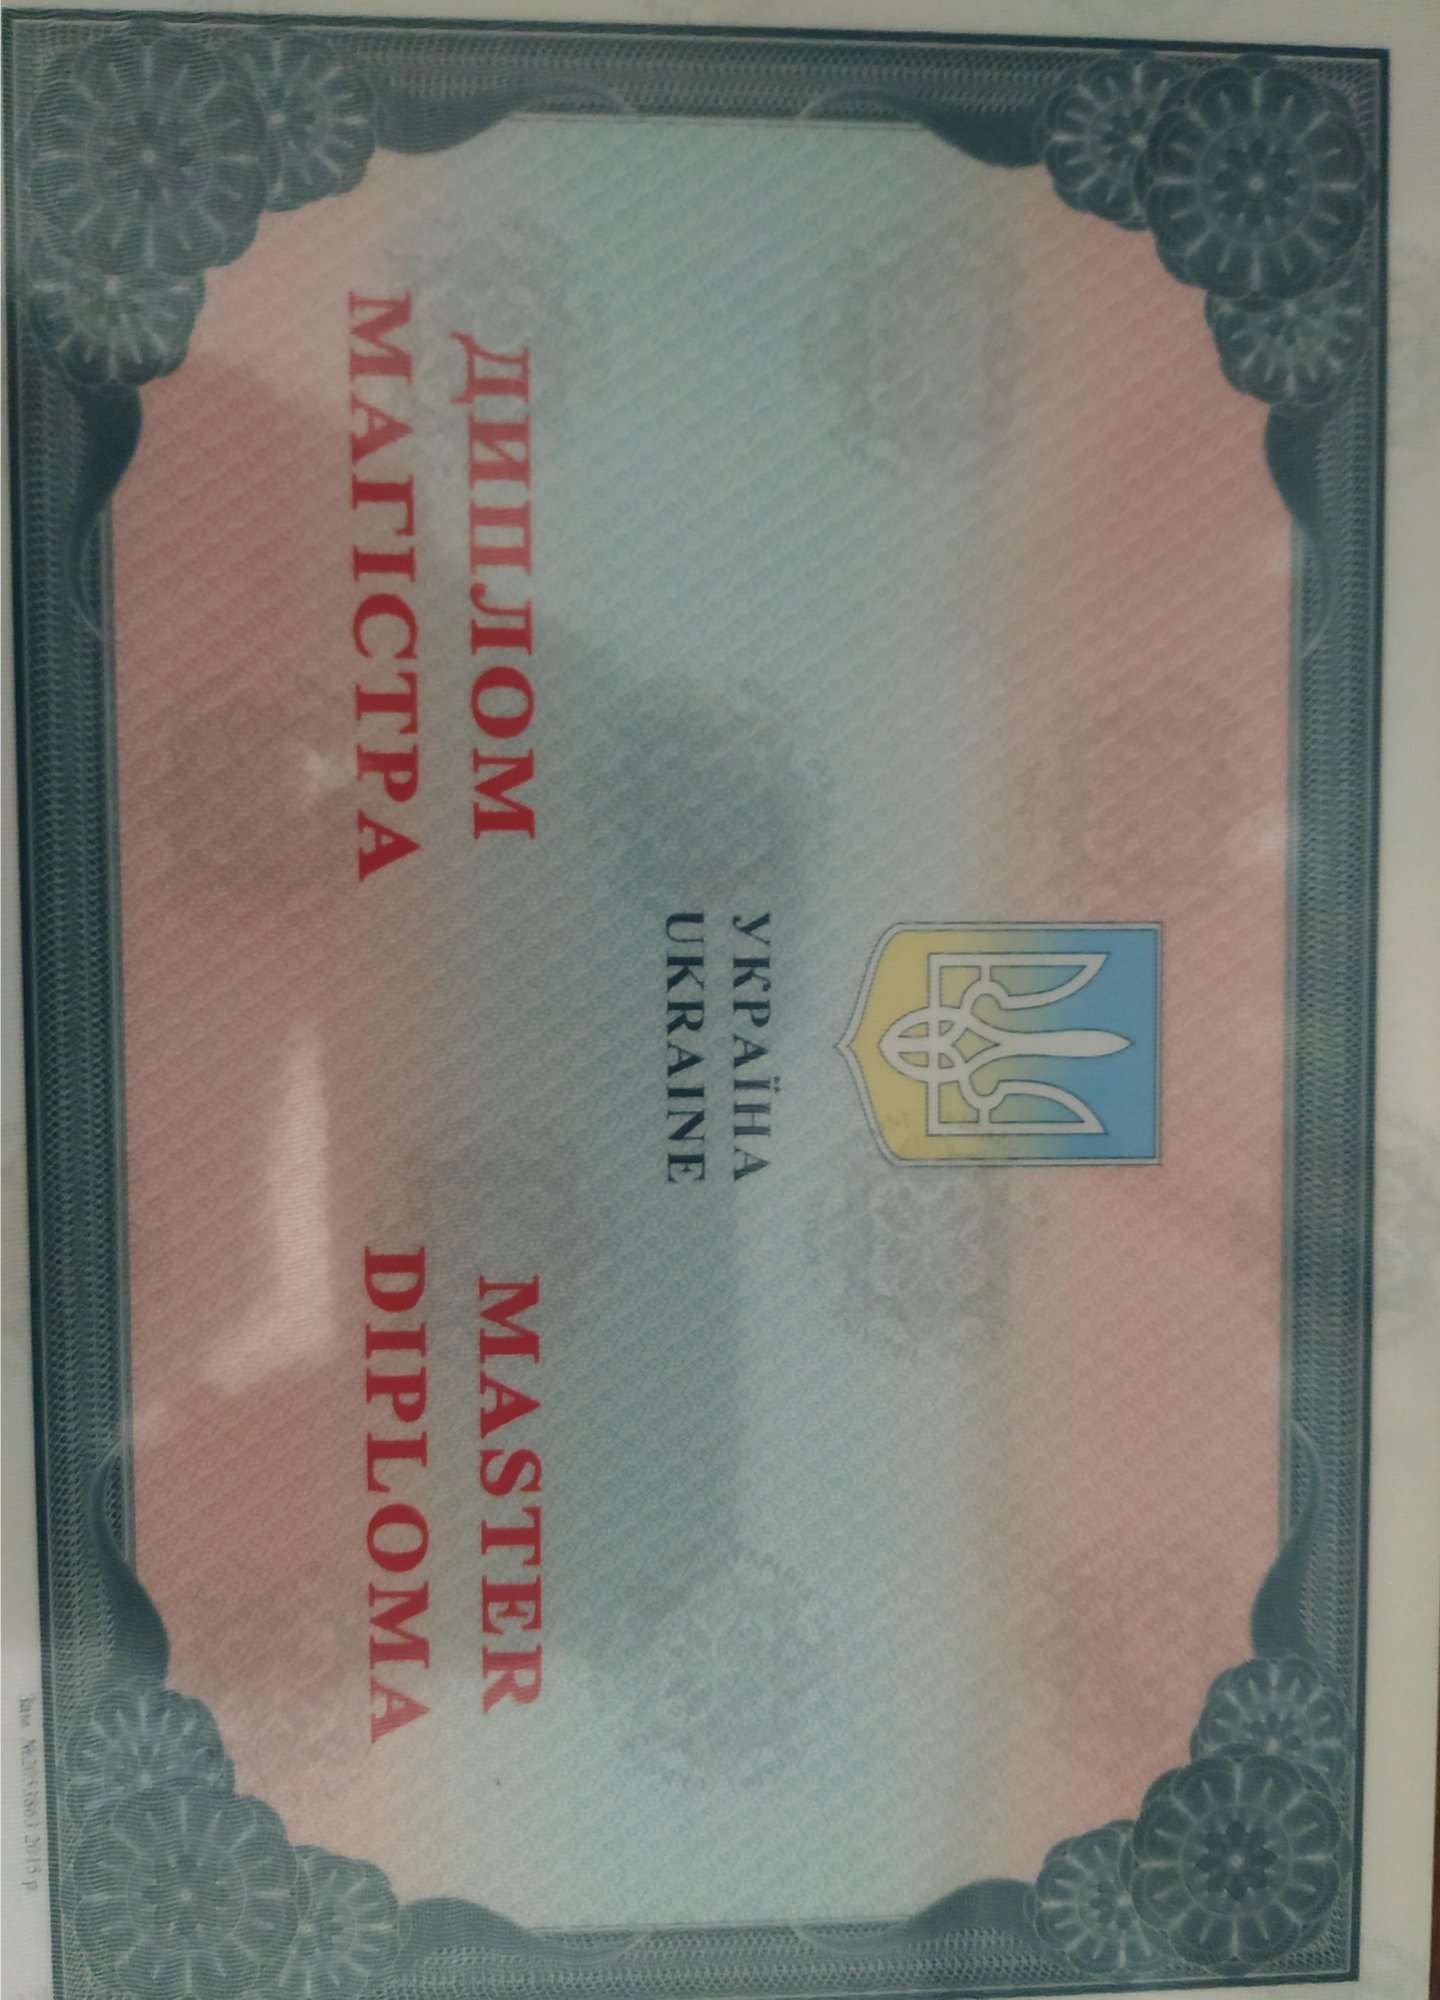 УКРАЇНА
UKRAINE
ДИПЛОМ
МАГІСТРА
MASTER
DIPLOMA